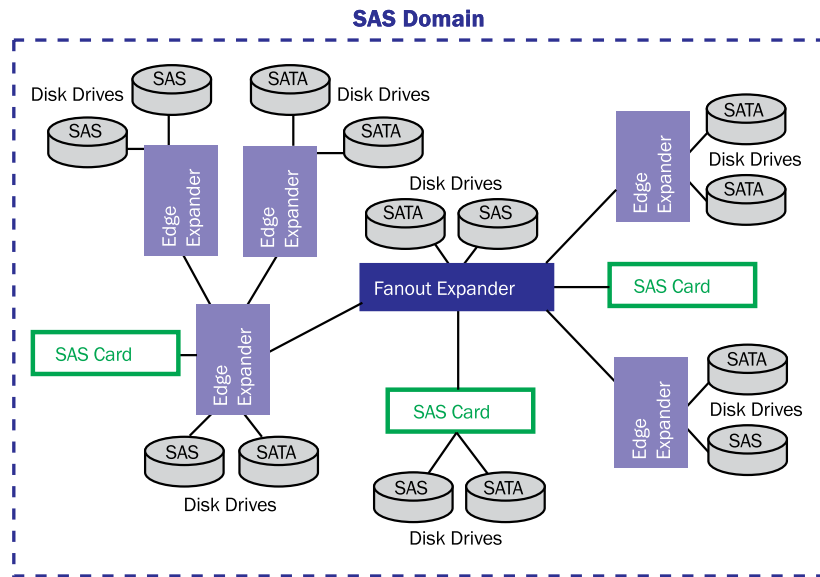 SAS Domain
SAS
SATA
Disk Drives
Disk Drives
SAS
SATA
Edge
Expander
Edge
Expander
Disk Drives
SATA
SAS
SATA
Disk Drives
SATA
Edge
Expander
Fanout Expander
SAS Card
SAS Card
Edge
Expander
SAS Card
SATA
Disk Drives
SAS
Edge
Expander
SAS
SATA
Disk Drives
SAS
SATA
Disk Drives